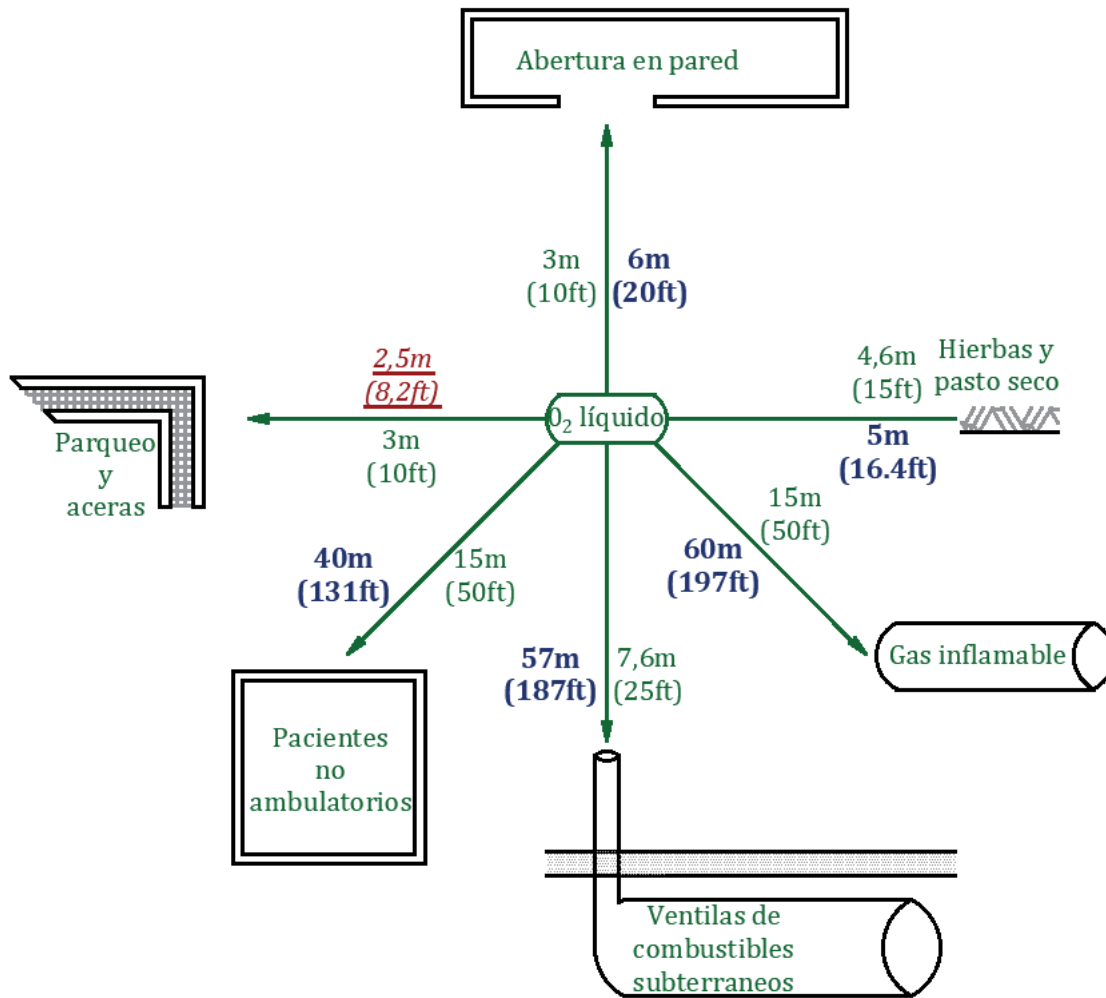 Abertura en pared
3m
(10ft)
6m
(20ft)
2,5m
(8,2ft)
3m
(10ft)
Parqueo
y
aceras
O₂ líquido
4,6m
(15ft)
5m
(16.4ft)
Hierbas y
pasto seco
40m
(131ft)
15m
(50ft)
60m
(197ft)
15m
(50ft)
57m
(187ft)
7,6m
(25ft)
Gas inflamable
Pacientes
no
ambulatorios
Ventilas de
combustibles
subterraneos